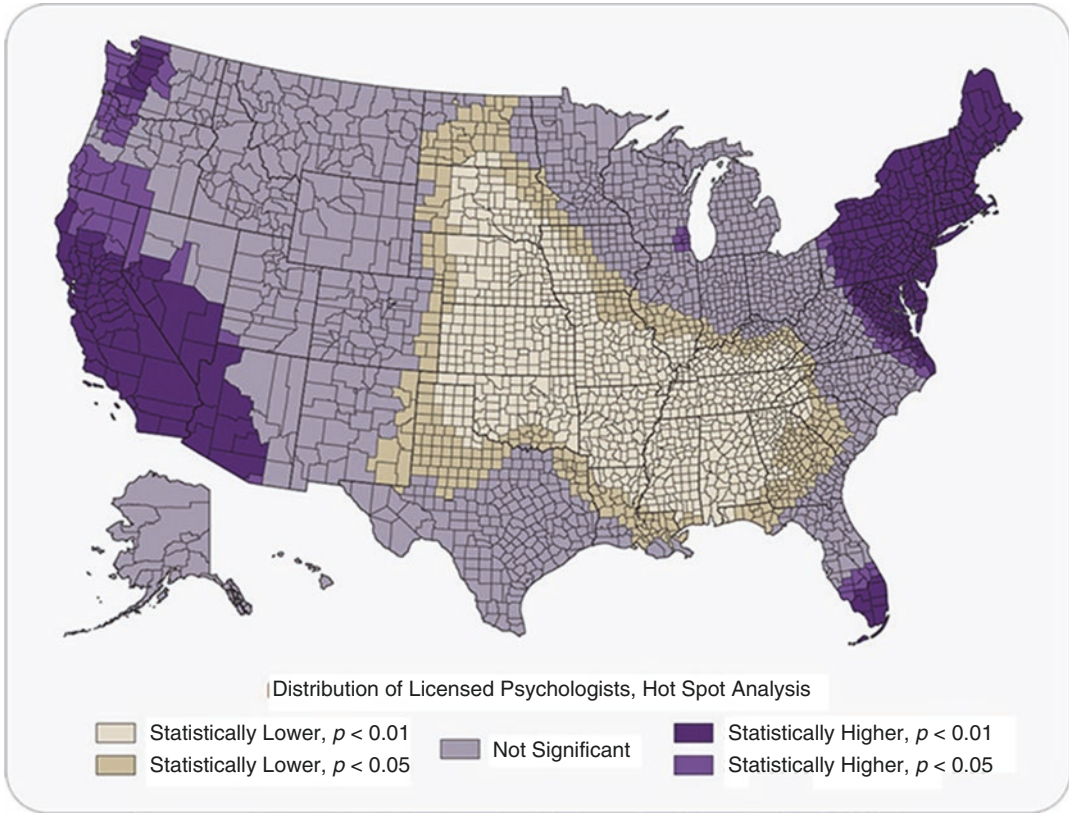 Distribution of Licensed Psychologists, Hot Spot Analysis
Statistically Lower, p < 0.01
Statistically Lower, p < 0.05
Not Significant
Statistically Higher, p < 0.01
Statistically Higher, p < 0.05